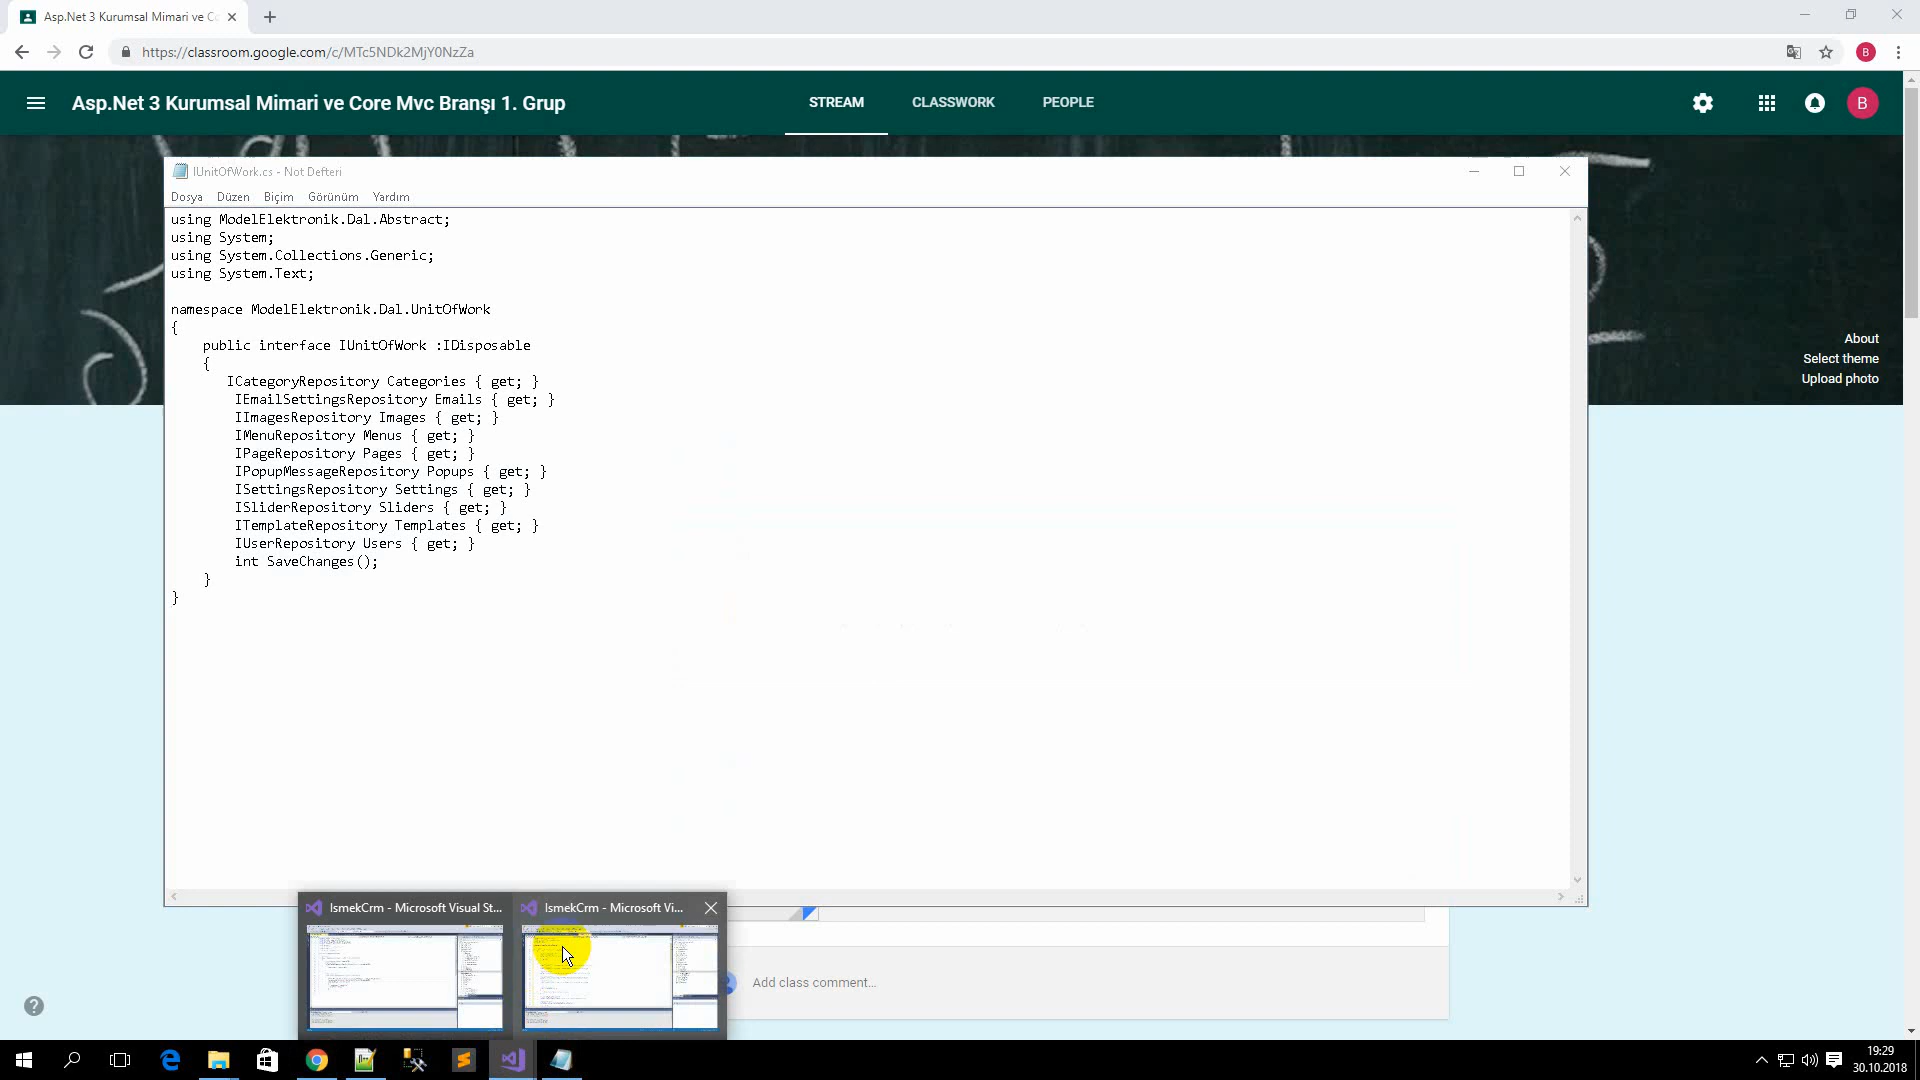 Asp.Net 3 Kurumsal Mimari ve C
https://classroom.google.com/c/MTc5NDk2MjY0NzZa
B
Asp.Net 3 Kurumsal Mimari ve Core Mvc Branşı 1. Grup
STREAM
CLASSWORK
PEOPLE
B
IUnitOfWork.cs - Not Defteri
Dosya Düzen Biçim Görünüm Yardım
using ModelElektronik.Dal.Abstract;
using System;
using System.Collections.Generic;
using System.Text;
namespace ModelElektronik.Dal.UnitOfWork
{
public interface IUnitOfWork :IDisposable
{
ICategoryRepository Categories { get; }
IEmailSettingsRepository Emails { get; }
IImagesRepository Images { get; }
IMenuRepository Menus { get; }
IPageRepository Pages { get; }
IPopupMessageRepository Popups { get; }
ISettingsRepository Settings { get; }
ISliderRepository Sliders { get; }
ITemplateRepository Templates { get; }
IUserRepository Users { get; }
int SaveChanges();
}
}
About
Select theme
Upload photo
IsmekCrm - Microsoft Visual St...
IsmekCrm - Microsoft Vi...
Add class comment...
19:29
30.10.2018